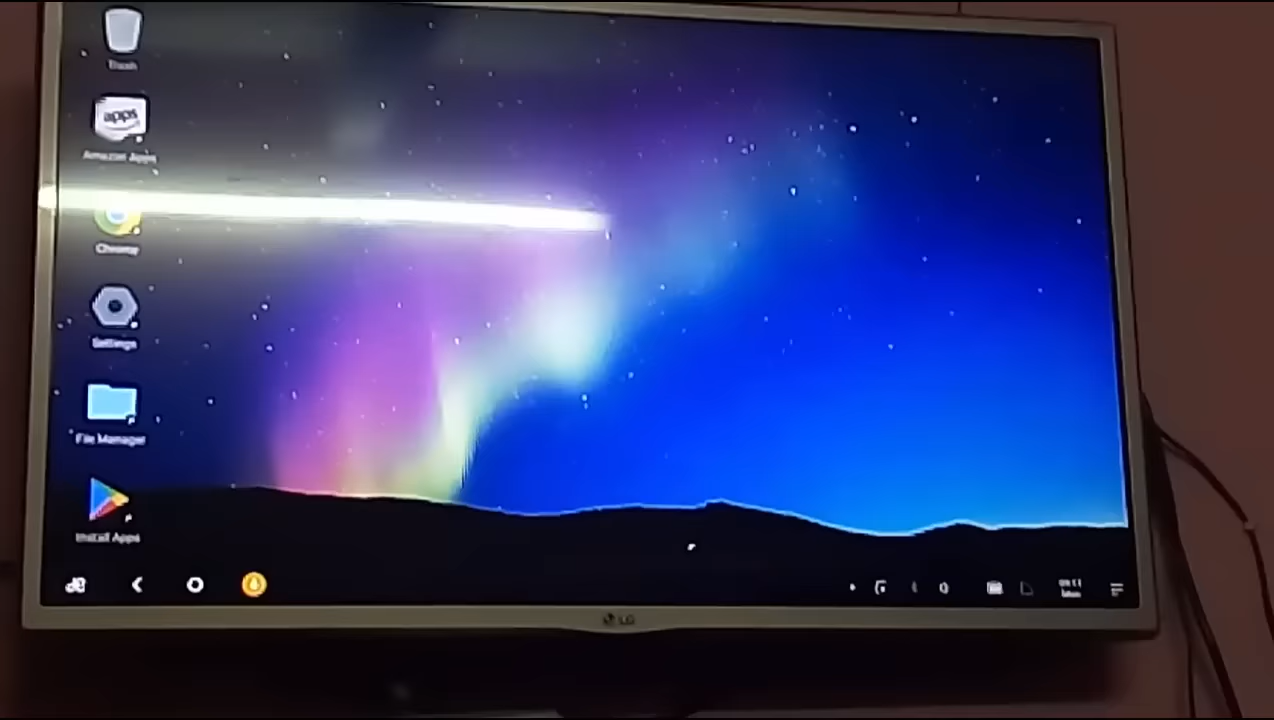 Trash
apps
Amazon Apps
Chrome
Settings
File Manager
Install Apps
LG